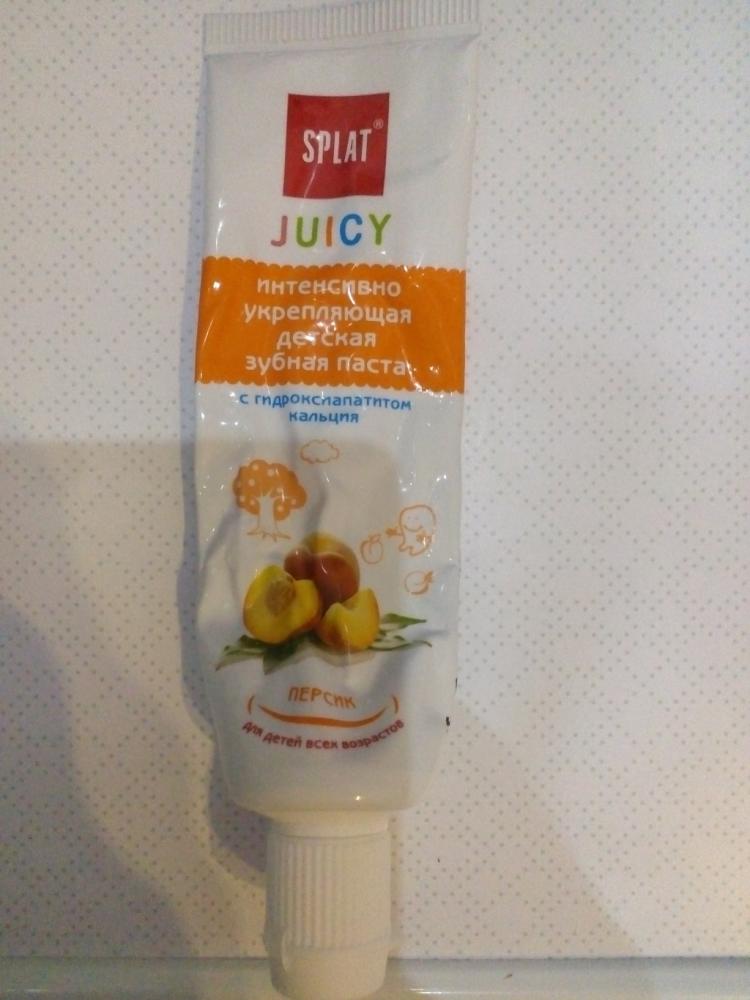 SPLAT®
JUICY
интенсивно
укрепляющая
детская
зубная паста
с гидроксиапатитом
кальция
ПЕРСИК
для детей всех возрастов